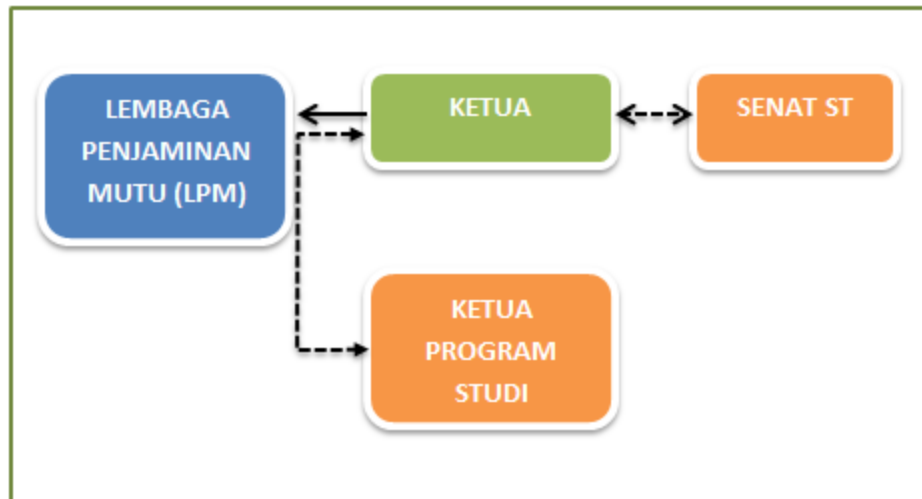 LEMBAGA
PENJAMINAN
MUTU (LPM)
KETUA
SENAT ST
KETUA
PROGRAM
STUDI